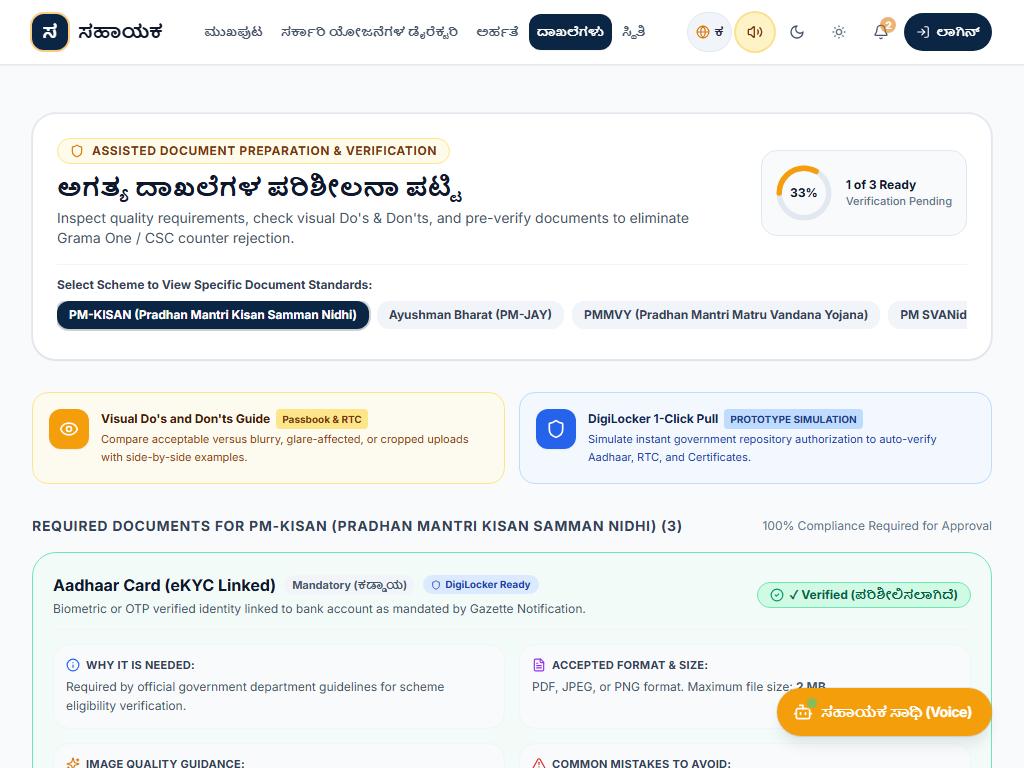 ಸ ಸಹಾಯಕ ಮುಖಪುಟ ಸರ್ಕಾರಿ ಯೋಜನೆಗಳ ಡೈರೆಕ್ಟರಿ ಅರ್ಹತೆ ದಾಖಲೆಗಳು ಸ್ಥಿತಿ ಕ 2 ಲಾಗಿನ್
ASSISTED DOCUMENT PREPARATION & VERIFICATION
ಅಗತ್ಯ ದಾಖಲೆಗಳ ಪರಿಶೀಲನಾ ಪಟ್ಟಿ
Inspect quality requirements, check visual Do's & Don'ts, and pre-verify documents to eliminate
Grama One / CSC counter rejection.
33%
1 of 3 Ready
Verification Pending
Select Scheme to View Specific Document Standards:
PM-KISAN (Pradhan Mantri Kisan Samman Nidhi) Ayushman Bharat (PM-JAY) PMMVY (Pradhan Mantri Matru Vandana Yojana) PM SVANid
Visual Do's and Don'ts Guide Passbook & RTC
Compare acceptable versus blurry, glare-affected, or cropped uploads
with side-by-side examples.
DigiLocker 1-Click Pull PROTOTYPE SIMULATION
Simulate instant government repository authorization to auto-verify
Aadhaar, RTC, and Certificates.
REQUIRED DOCUMENTS FOR PM-KISAN (PRADHAN MANTRI KISAN SAMMAN NIDHI) (3) 100% Compliance Required for Approval
Aadhaar Card (eKYC Linked) Mandatory (ಕಡ್ಡಾಯ) DigiLocker Ready
Biometric or OTP verified identity linked to bank account as mandated by Gazette Notification.
✓ Verified (ಪರಿಶೀಲಿಸಲಾಗಿದೆ)
WHY IT IS NEEDED:
Required by official government department guidelines for scheme
eligibility verification.
ACCEPTED FORMAT & SIZE:
PDF, JPEG, or PNG format. Maximum file size: 2 MB
ಸಹಾಯಕ ಸಾಥಿ (Voice)
IMAGE QUALITY GUIDANCE:
COMMON MISTAKES TO AVOID: